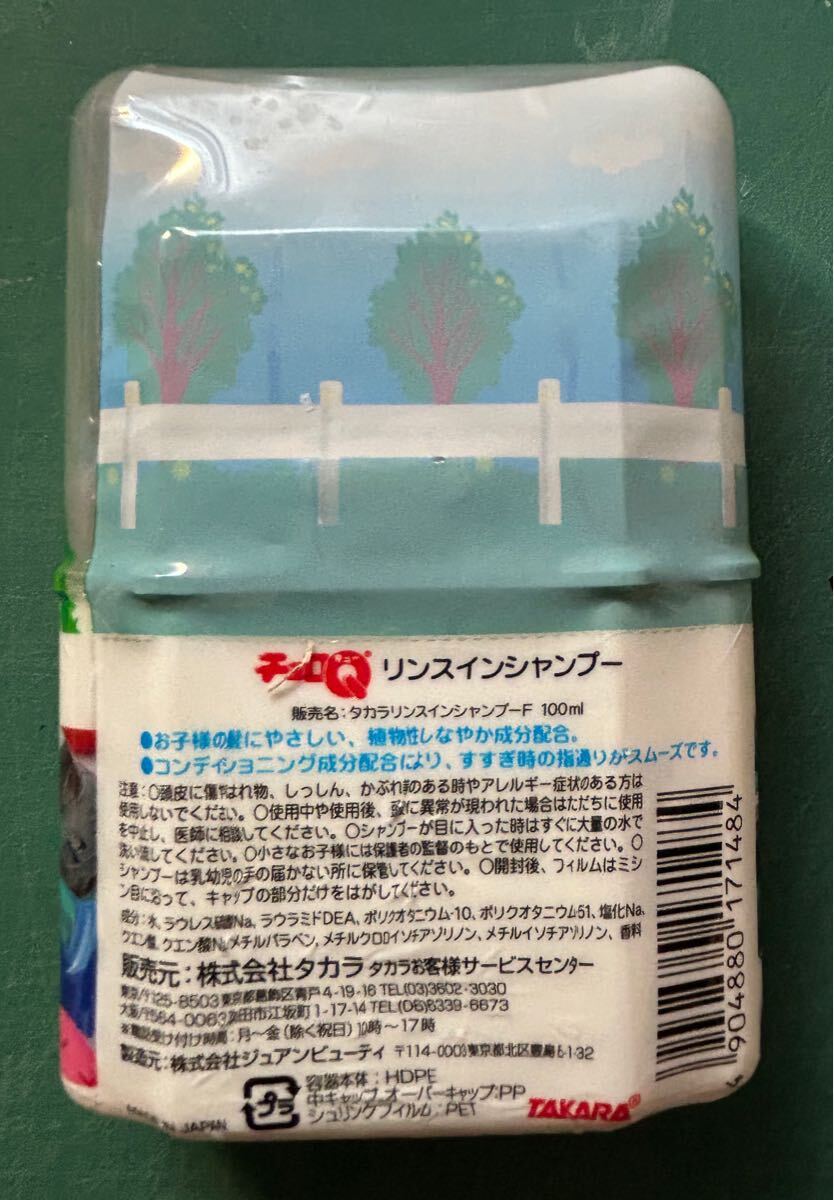 チョロQ リンスインシャンプー
販売名:タカラリンスインシャンプーF 100ml
●お子様の髪にやさしい、植物性しなやか成分配合。
●コンディショニング成分配合により、すすぎ時の指通りがスムーズです。
注意:○頭皮に傷やはれ物、しっしん、かぶれ等のある時やアレルギー症状のある方は
使用しないでください。○使用中や使用後、肌に異常が現われた場合はただちに使用
を中止し、医師に相談してください。○シャンプーが目に入った時はすぐに大量の水で
洗い流してください。○小さなお子様には保護者の監督のもとで使用してください。○
シャンプーは乳幼児の手の届かない所に保管してください。○開封後、フィルムはミシ
ン目に沿って、キャップの部分だけをはがしてください。
成分:水、ラウレス硫酸Na、ラウラミドDEA、ポリクオタニウム-10、ポリクオタニウム-51、塩化Na、
クエン酸、クエン酸Na、メチルパラベン、メチルクロロイソチアゾリノン、メチルイソチアゾリノン、香料
販売元:株式会社タカラ タカラお客様サービスセンター
東京/〒125-8503 東京都葛飾区青戸4-19-16 TEL(03)3602-3030
大阪/〒564-0063 吹田市江坂町1-17-14 TEL(06)6339-6673
※電話受け付け時間:月〜金(除く祝日)10時〜17時
製造元:株式会社ジュアンビューティ 〒114-0003 東京都北区豊島5-1-32
プラ
容器本体:HDPE
中キャップ、オーバーキャップ:PP
シュリンクフィルム:PET
TAKARA®
MADE IN JAPAN
4 904880 171484